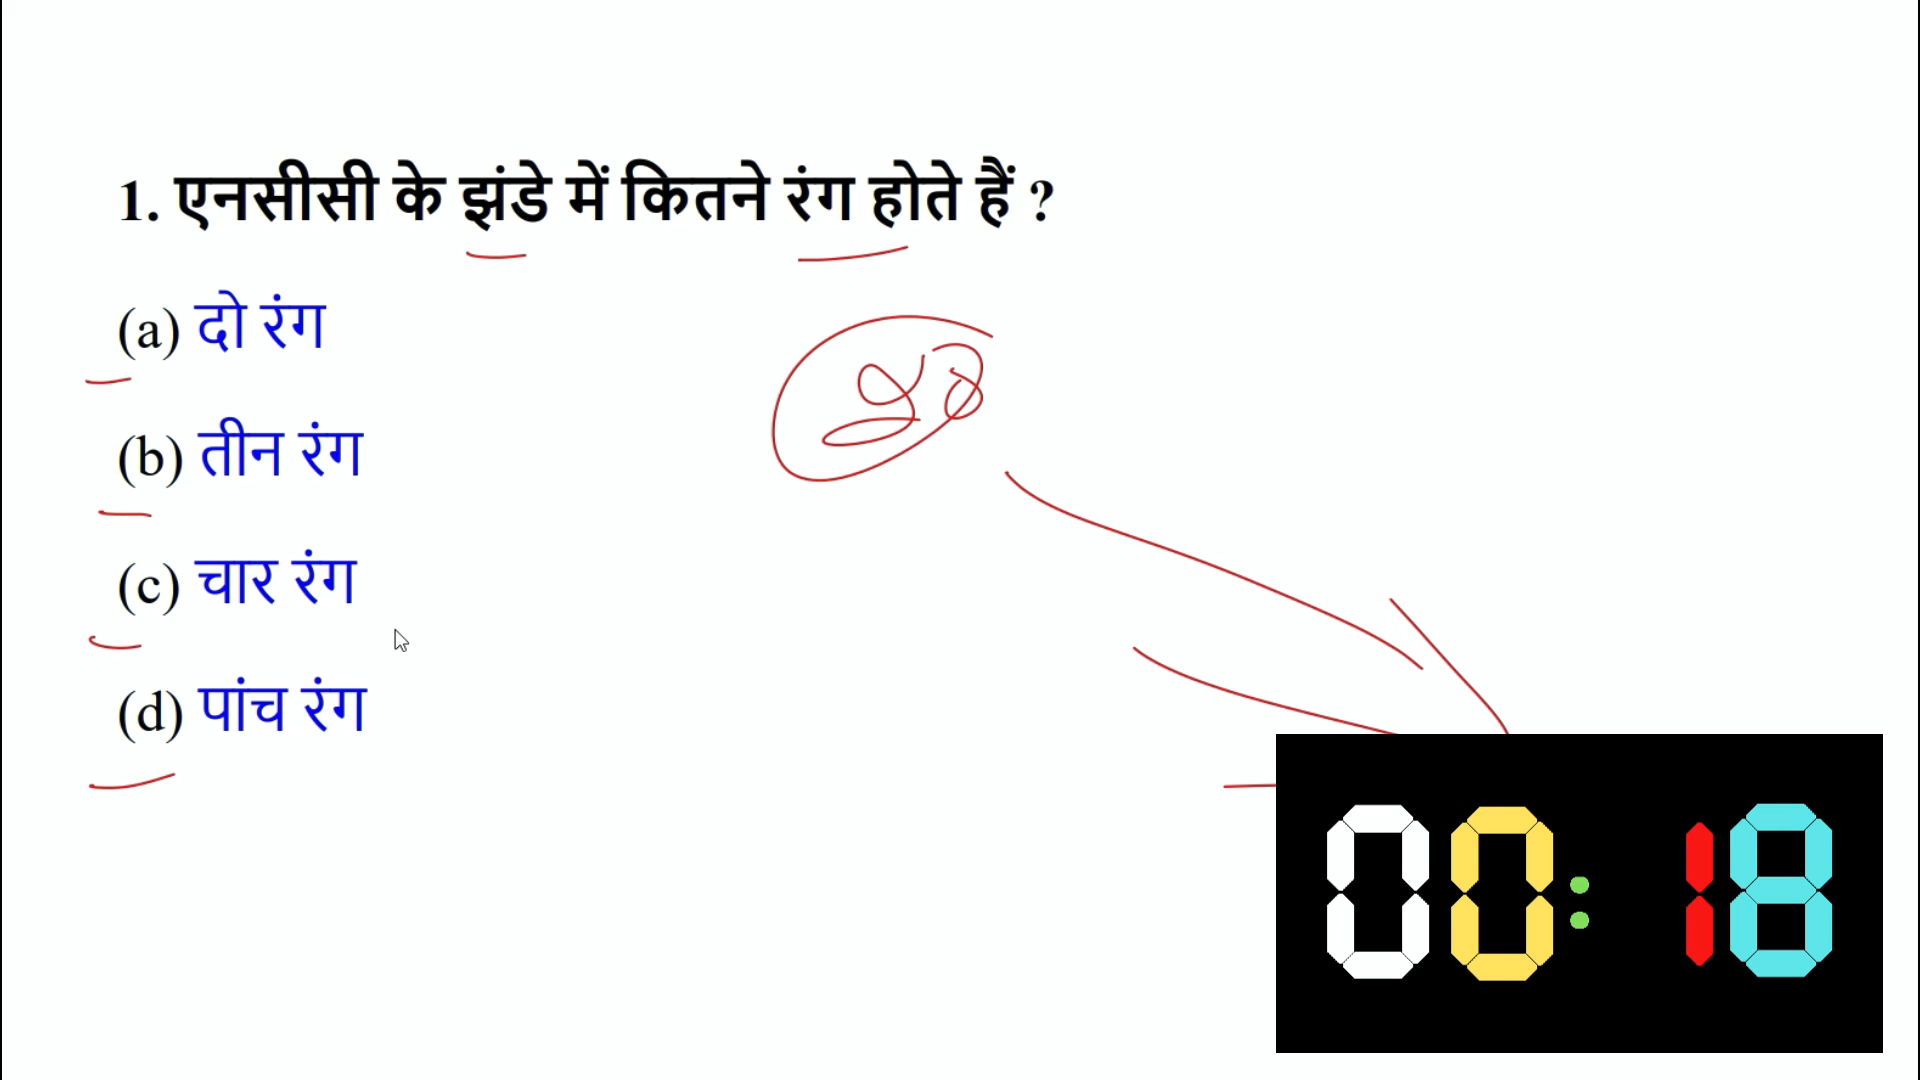 1. एनसीसी के झंडे में कितने रंग होते हैं ?
(a) दो रंग
(b) तीन रंग
(c) चार रंग
(d) पांच रंग
00:18